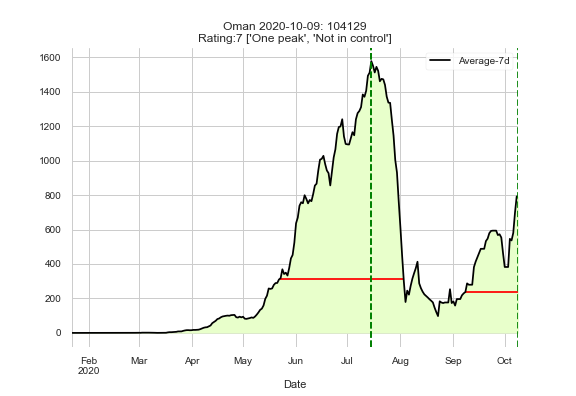 Oman 2020-10-09: 104129
Rating:7 ['One peak', 'Not in control']
Average-7d
1600
1400
1200
1000
800
600
400
200
0
Feb Mar Apr May Jun Jul Aug Sep Oct
2020
Date